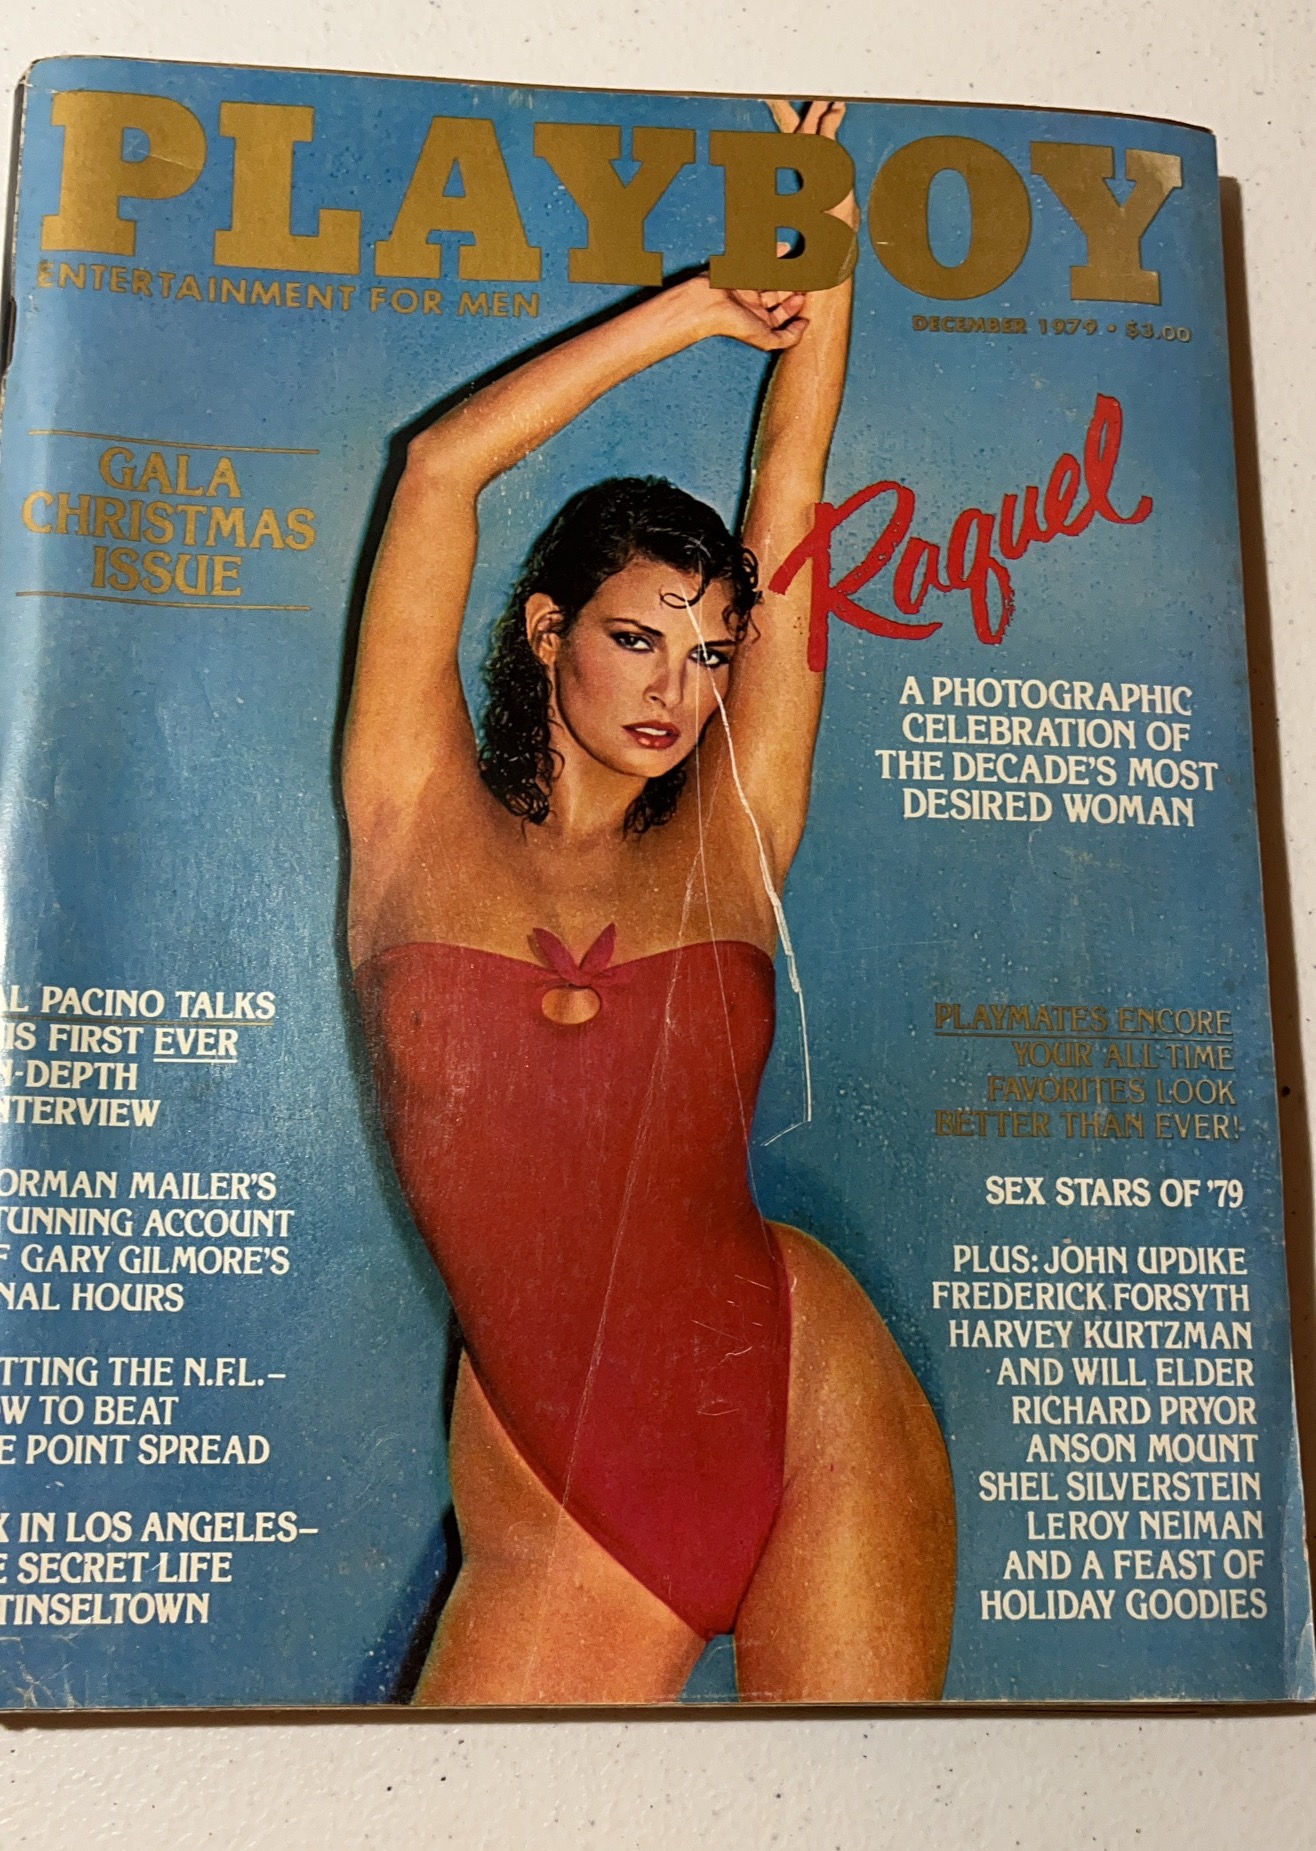 PLAYBOY
ENTERTAINMENT FOR MEN
DECEMBER 1979 • $3.00
GALA
CHRISTMAS
ISSUE
Raquel
A PHOTOGRAPHIC
CELEBRATION OF
THE DECADE'S MOST
DESIRED WOMAN
AL PACINO TALKS
IS FIRST EVER
N-DEPTH
NTERVIEW
ORMAN MAILER'S
TUNNING ACCOUNT
F GARY GILMORE'S
NAL HOURS
TTING THE N.F.L.–
OW TO BEAT
E POINT SPREAD
X IN LOS ANGELES–
E SECRET LIFE
TINSELTOWN
PLAYMATES ENCORE
YOUR ALL-TIME
FAVORITES LOOK
BETTER THAN EVER!
SEX STARS OF '79
PLUS: JOHN UPDIKE
FREDERICK FORSYTH
HARVEY KURTZMAN
AND WILL ELDER
RICHARD PRYOR
ANSON MOUNT
SHEL SILVERSTEIN
LEROY NEIMAN
AND A FEAST OF
HOLIDAY GOODIES